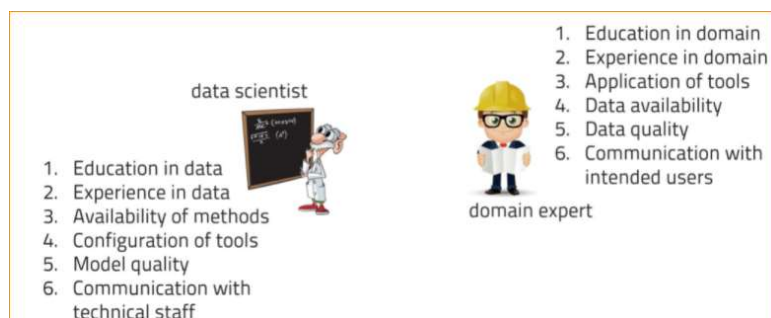 data scientist
1. Education in data
2. Experience in data
3. Availability of methods
4. Configuration of tools
5. Model quality
6. Communication with
technical staff
1. Education in domain
2. Experience in domain
3. Application of tools
4. Data availability
5. Data quality
6. Communication with
intended users
domain expert